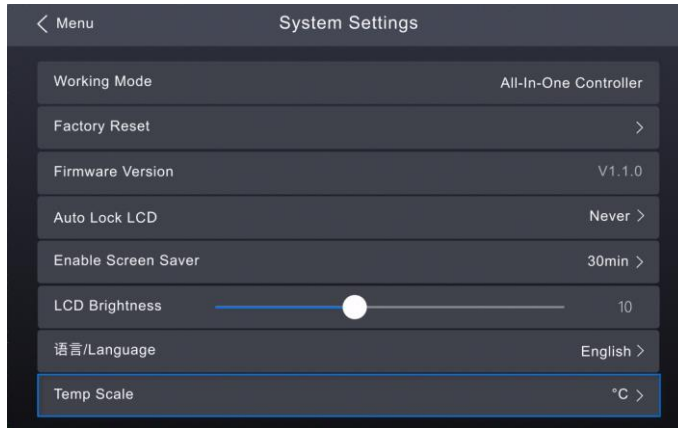 Menu
System Settings
Working Mode All-In-One Controller
Factory Reset
Firmware Version V1.1.0
Auto Lock LCD Never
Enable Screen Saver 30min
LCD Brightness 10
语言/Language English
Temp Scale °C